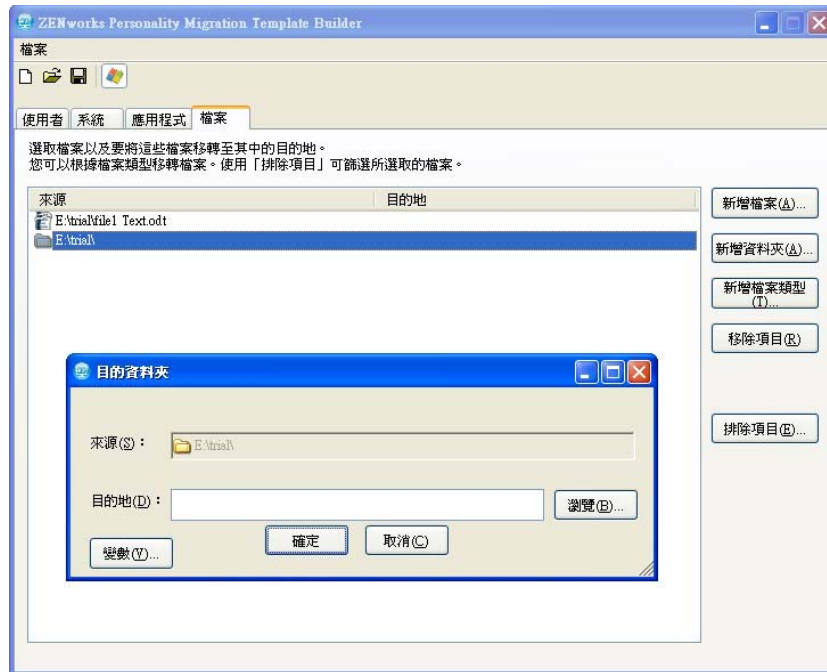 ZENworks Personality Migration Template Builder
檔案
使用者 系統 應用程式 檔案
選取檔案以及要將這些檔案移轉至其中的目的地。
您可以根據檔案類型移轉檔案。使用「排除項目」可篩選所選取的檔案。
來源 目的地
E:\trial\file1 Text.odt
E:\trial\
新增檔案(A)...
新增資料夾(A)...
新增檔案類型
(T)...
移除項目(R)
排除項目(E)...
目的資料夾
來源(S)： E:\trial\
目的地(D)： 瀏覽(B)...
變數(V)... 確定 取消(C)